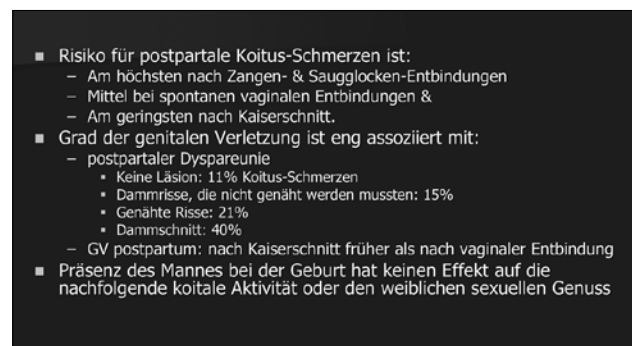 ▪ Risiko für postpartale Koitus-Schmerzen ist:
– Am höchsten nach Zangen- & Saugglocken-Entbindungen
– Mittel bei spontanen vaginalen Entbindungen &
– Am geringsten nach Kaiserschnitt.
▪ Grad der genitalen Verletzung ist eng assoziiert mit:
– postpartaler Dyspareunie
▪ Keine Läsion: 11% Koitus-Schmerzen
▪ Dammrisse, die nicht genäht werden mussten: 15%
▪ Genähte Risse: 21%
▪ Dammschnitt: 40%
– GV postpartum: nach Kaiserschnitt früher als nach vaginaler Entbindung
▪ Präsenz des Mannes bei der Geburt hat keinen Effekt auf die
nachfolgende koitale Aktivität oder den weiblichen sexuellen Genuss